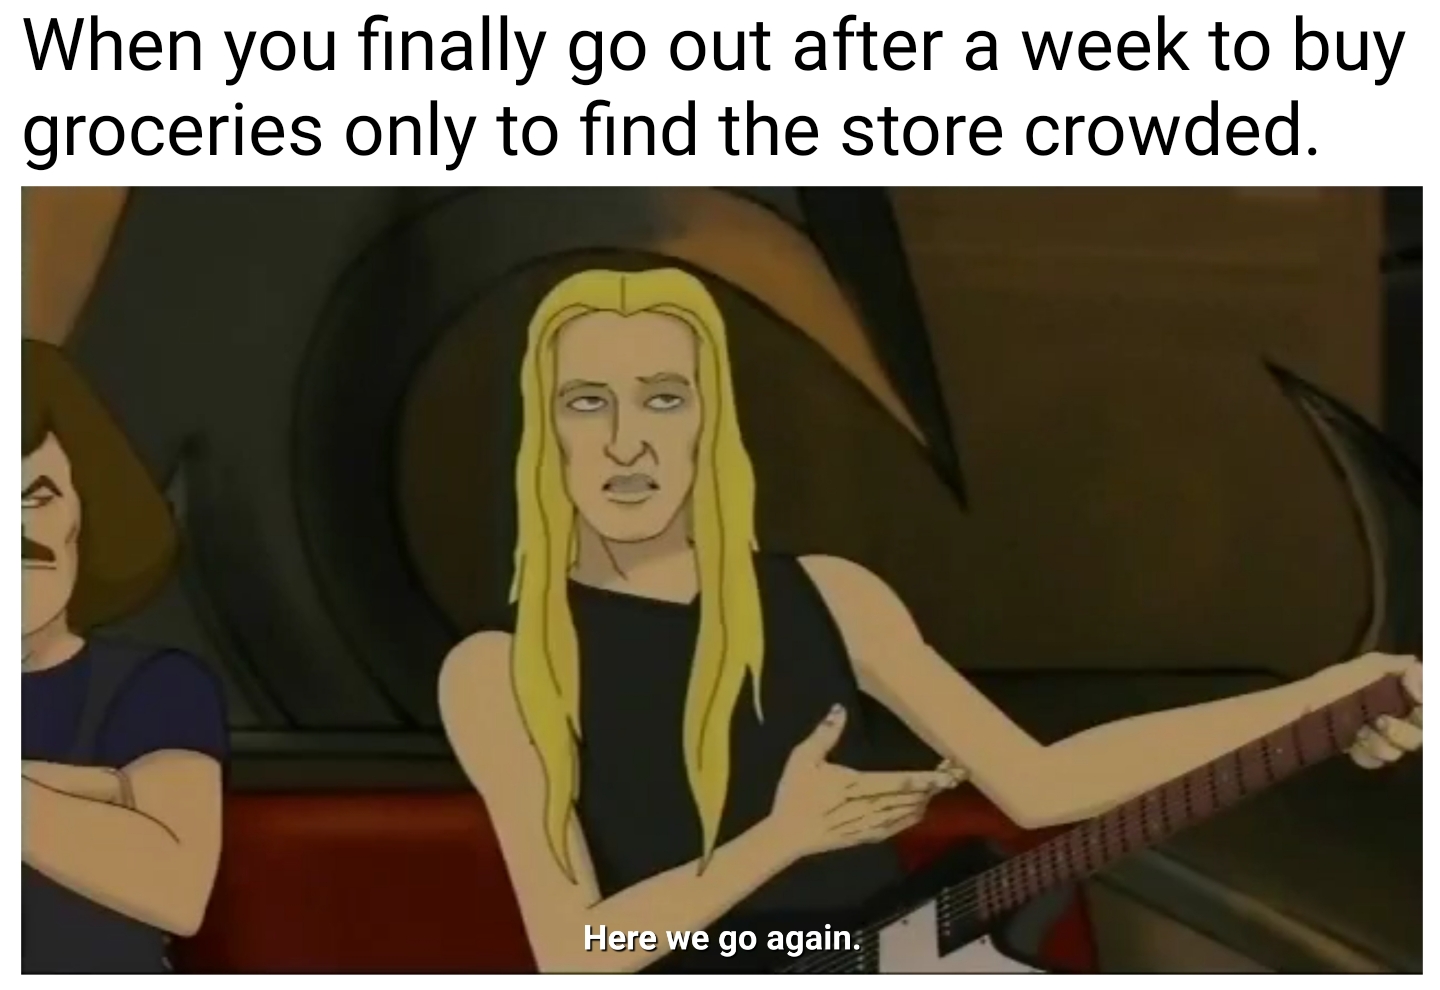 When you finally go out after a week to buy
groceries only to find the store crowded.
Here we go again.